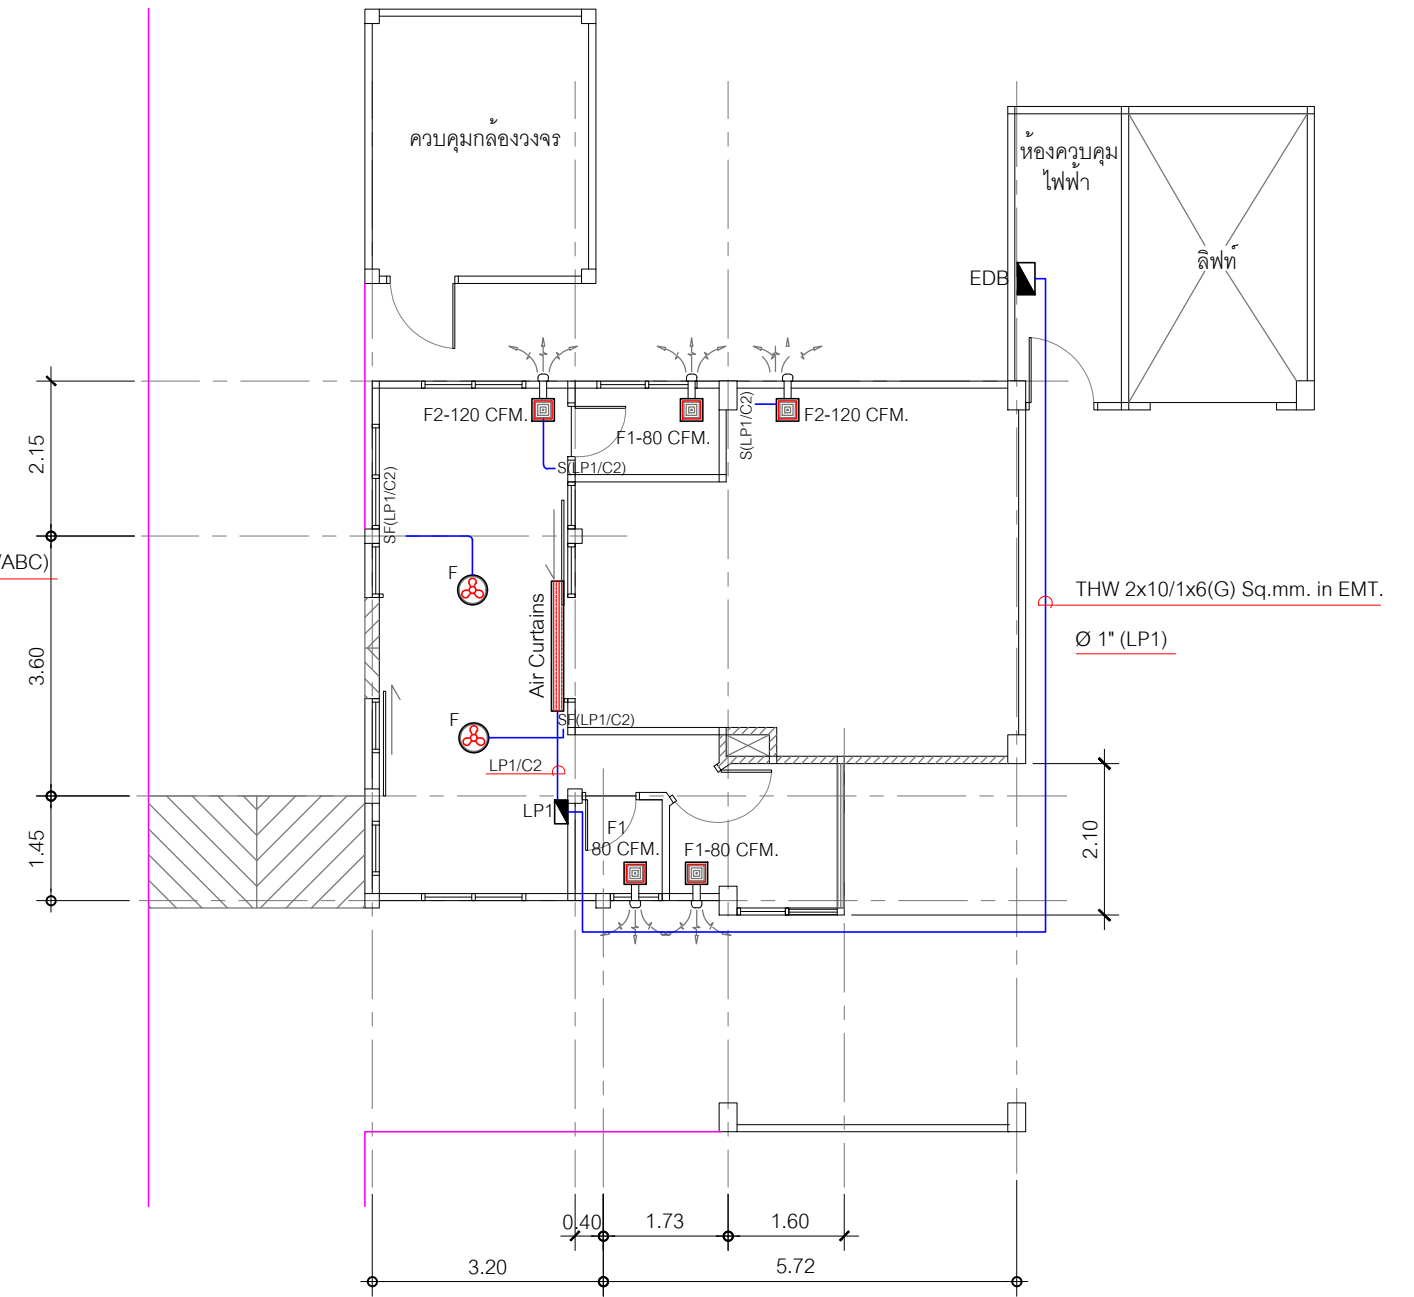 ควบคุมกล้องวงจร
ห้องควบคุม
ไฟฟ้า
ลิฟท์
EDB
F2-120 CFM.
F1-80 CFM.
F2-120 CFM.
S(LP1/C2)
S(LP1/C2)
SF(LP1/C2)
2.15
/ABC)
F
THW 2x10/1x6(G) Sq.mm. in EMT.
Ø 1" (LP1)
Air Curtains
3.60
F
SF(LP1/C2)
LP1/C2
LP1
F1
80 CFM.
F1-80 CFM.
1.45
2.10
0.40
1.73
1.60
3.20
5.72